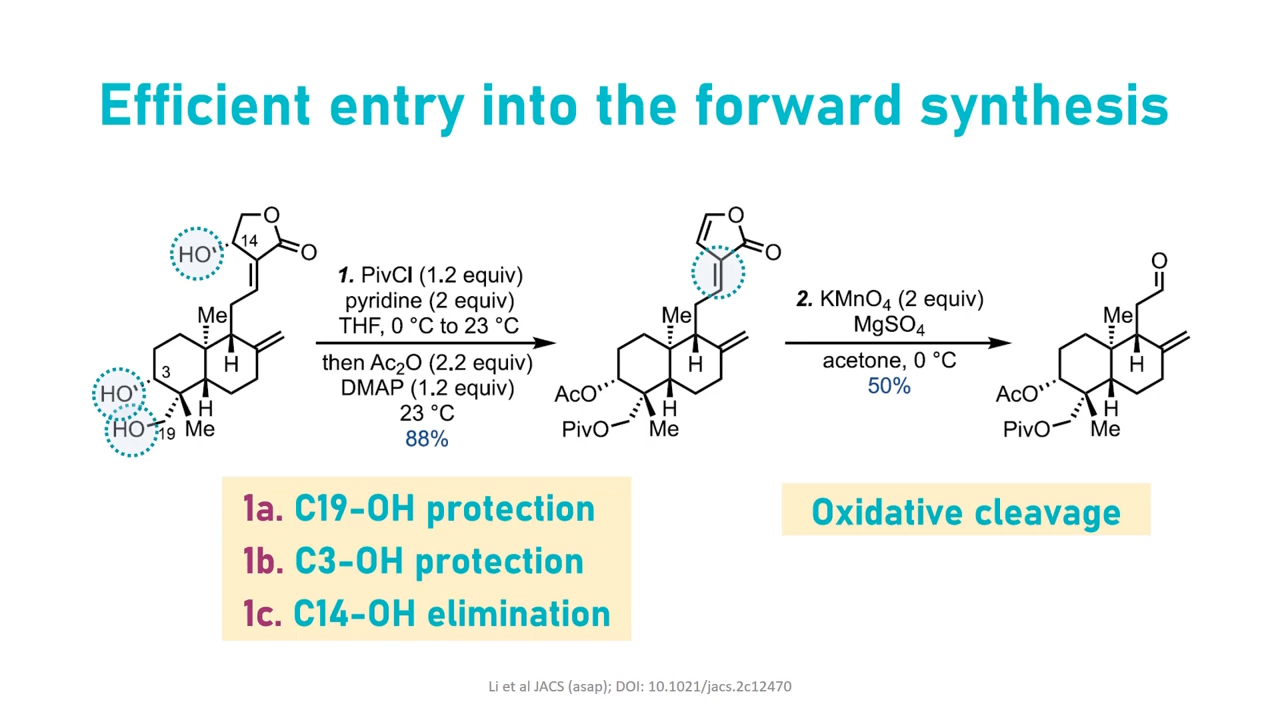 Efficient entry into the forward synthesis
O
HO
14
O
Me
H
3
HO
H
HO
19
Me
1. PivCl (1.2 equiv)
pyridine (2 equiv)
THF, 0 °C to 23 °C
then Ac₂O (2.2 equiv)
DMAP (1.2 equiv)
23 °C
88%
O
O
Me
H
AcO
H
PivO
Me
2. KMnO₄ (2 equiv)
MgSO₄
acetone, 0 °C
50%
O
Me
H
AcO
H
PivO
Me
1a. C19-OH protection
1b. C3-OH protection
1c. C14-OH elimination
Oxidative cleavage
Li et al JACS (asap); DOI: 10.1021/jacs.2c12470